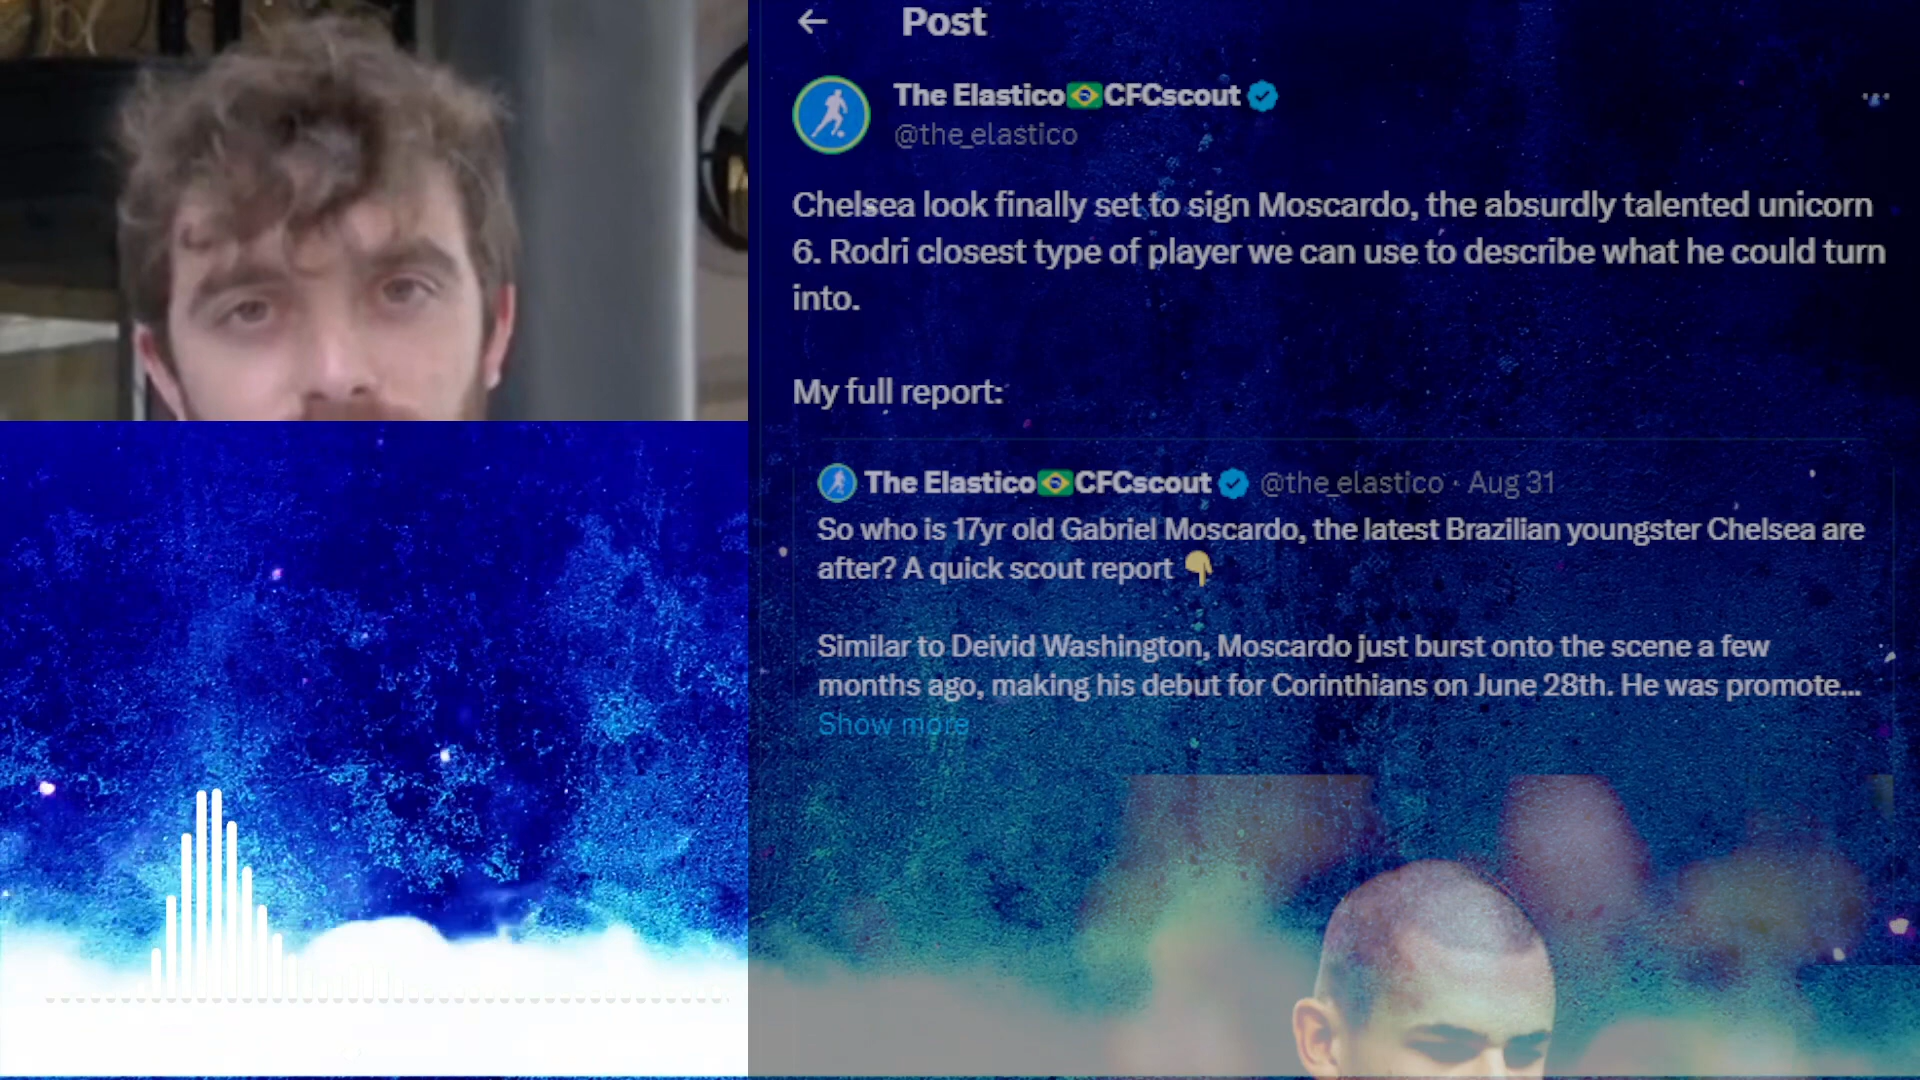 Post
The Elastico🇧🇷CFCscout
@the_elastico
Chelsea look finally set to sign Moscardo, the absurdly talented unicorn
6. Rodri closest type of player we can use to describe what he could turn
into.
My full report:
The Elastico🇧🇷CFCscout @the_elastico · Aug 31
So who is 17yr old Gabriel Moscardo, the latest Brazilian youngster Chelsea are
after? A quick scout report 👇
Similar to Deivid Washington, Moscardo just burst onto the scene a few
months ago, making his debut for Corinthians on June 28th. He was promote...
Show more